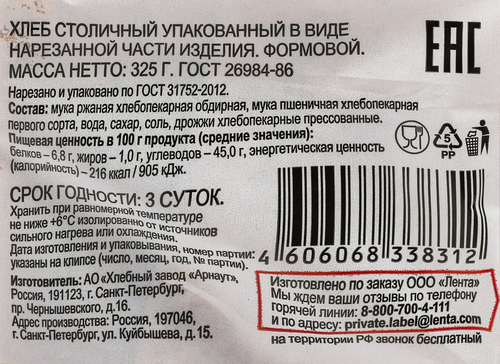 ХЛЕБ СТОЛИЧНЫЙ УПАКОВАННЫЙ В ВИДЕ
НАРЕЗАННОЙ ЧАСТИ ИЗДЕЛИЯ. ФОРМОВОЙ.
МАССА НЕТТО: 325 Г. ГОСТ 26984-86
EAC
Нарезано и упаковано по ГОСТ 31752-2012.
Состав: мука ржаная хлебопекарная обдирная, мука пшеничная хлебопекарная
первого сорта, вода, сахар, соль, дрожжи хлебопекарные прессованные.
Пищевая ценность в 100 г продукта (средние значения):
белков – 6,8 г, жиров – 1,0 г, углеводов – 45,0 г, энергетическая ценность
(калорийность) – 216 ккал / 905 кДж.
5
PP
СРОК ГОДНОСТИ: 3 СУТОК.
Хранить при равномерной температуре
не ниже +6°С изолированно от источников
сильного нагрева или охлаждения.
Дата изготовления и упаковывания, номер партии:
указаны на клипсе (число, месяц, год, № партии).
4 606068 338312
Изготовитель: АО «Хлебный завод «Арнаут»,
Россия, 191123, г. Санкт-Петербург,
пр. Чернышевского, д.16.
Адрес производства: Россия, 197046,
г. Санкт-Петербург, ул. Куйбышева, д.15.
Изготовлено по заказу ООО «Лента»
Мы ждем ваши отзывы по телефону
горячей линии: 8-800-700-4-111
и по адресу: private.label@lenta.com
на территории РФ звонок бесплатный